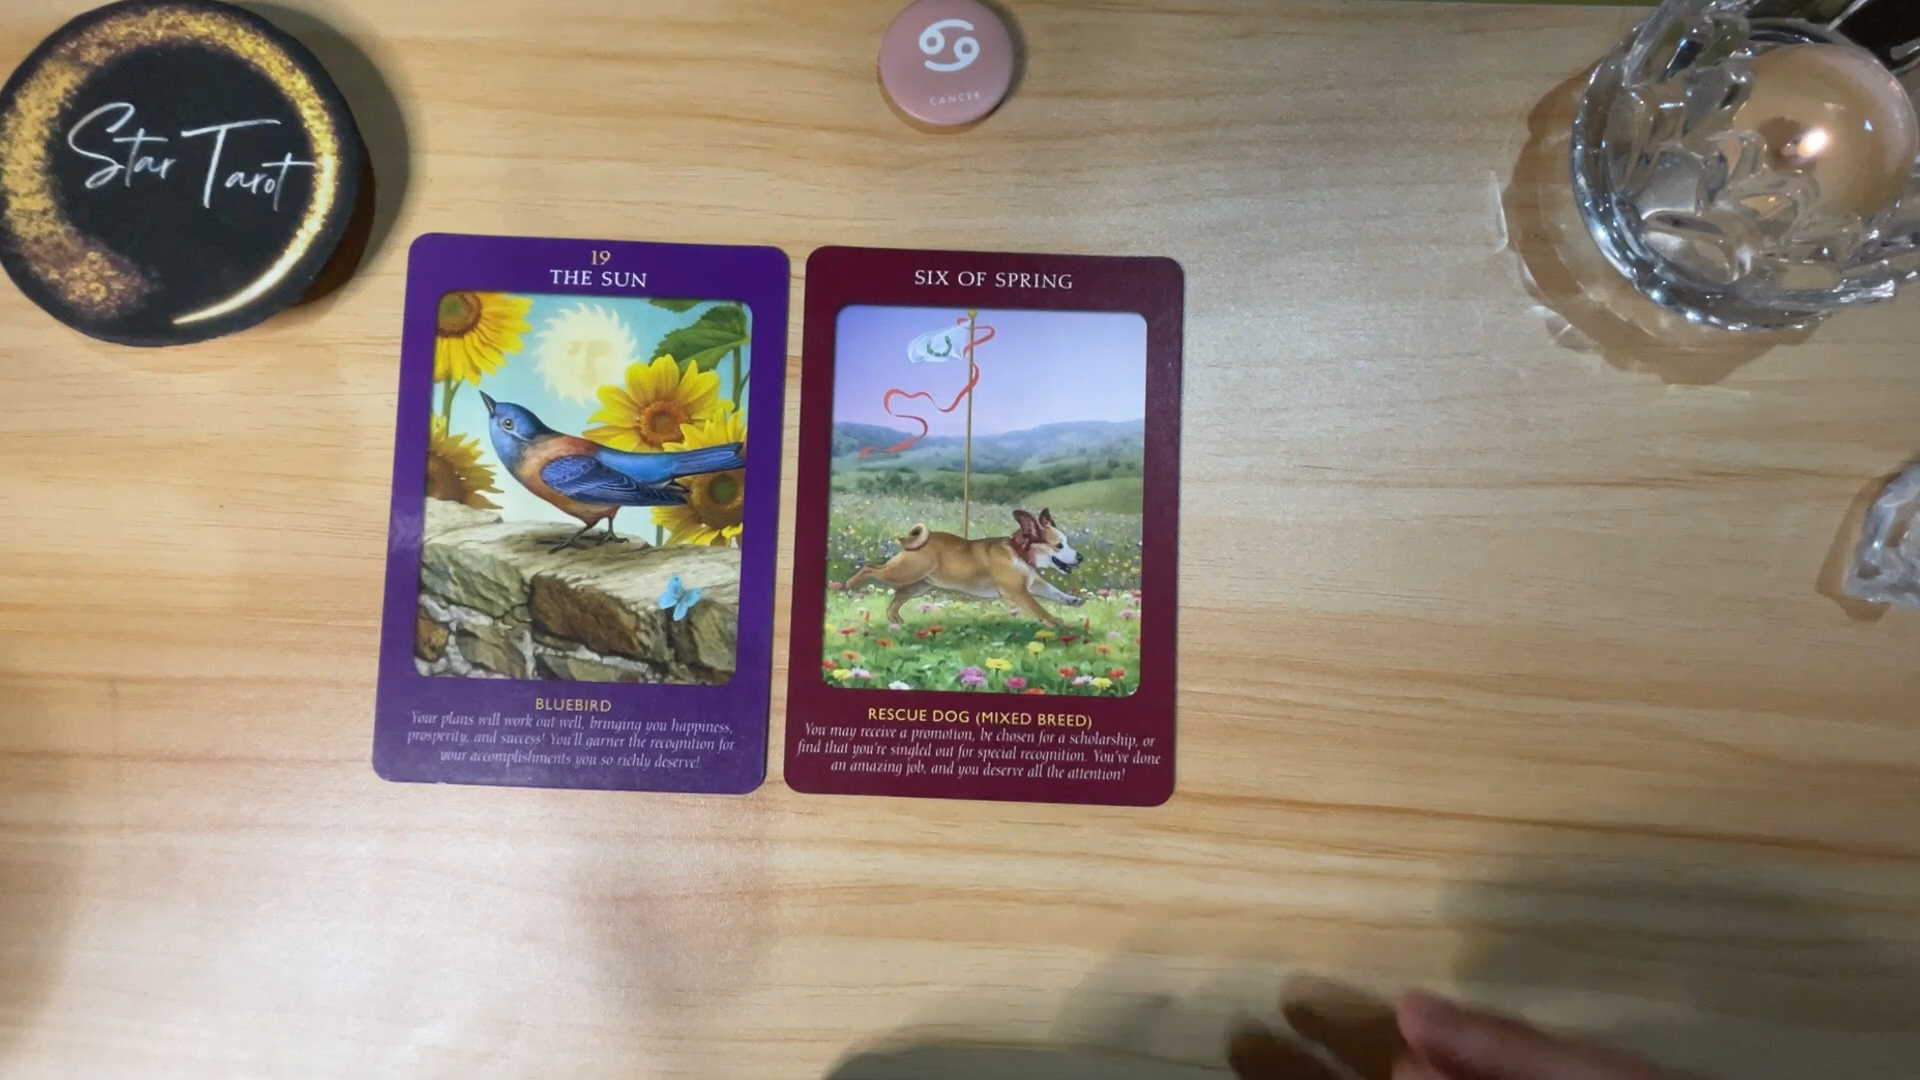 Star Tarot
CANCER
19
THE SUN
BLUEBIRD
Your plans will work out well, bringing you happiness,
prosperity, and success! You'll garner the recognition for
your accomplishments you so richly deserve!
SIX OF SPRING
RESCUE DOG (MIXED BREED)
You may receive a promotion, be chosen for a scholarship, or
find that you're singled out for special recognition. You've done
an amazing job, and you deserve all the attention!